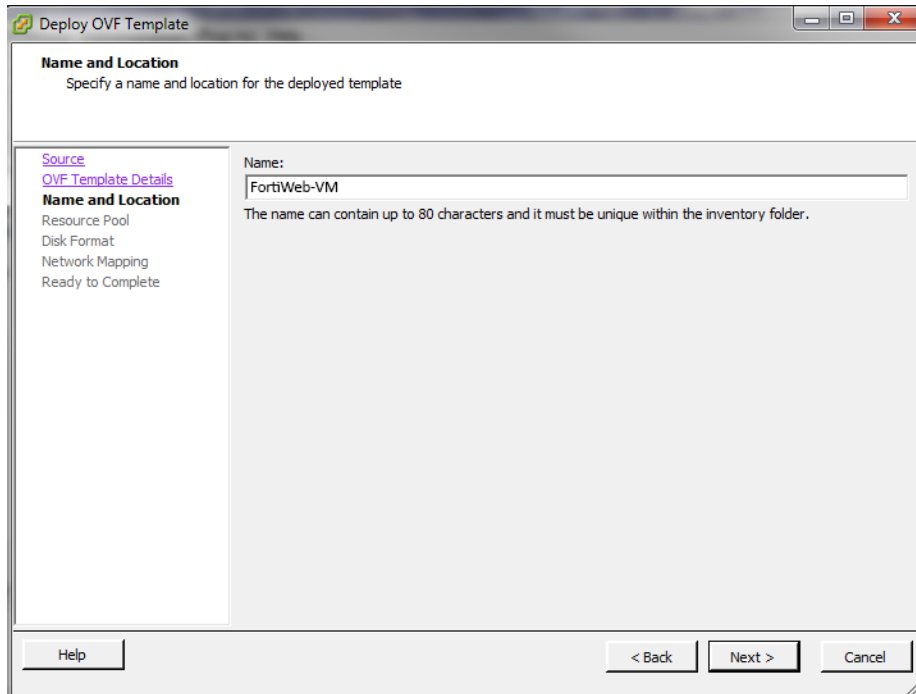 Deploy OVF Template
Name and Location
Specify a name and location for the deployed template
Source
OVF Template Details
Name and Location
Resource Pool
Disk Format
Network Mapping
Ready to Complete
Name:
FortiWeb-VM
The name can contain up to 80 characters and it must be unique within the inventory folder.
Help
< Back
Next >
Cancel